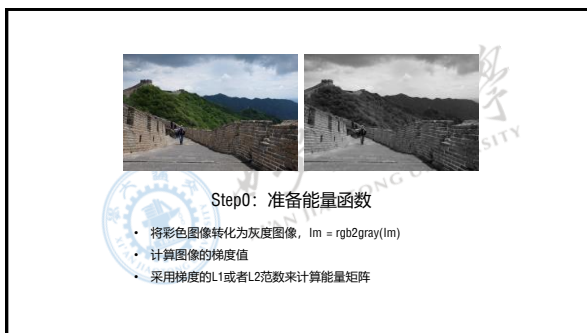 Step0：准备能量函数
• 将彩色图像转化为灰度图像，Im = rgb2gray(Im)
• 计算图像的梯度值
• 采用梯度的L1或者L2范数来计算能量矩阵